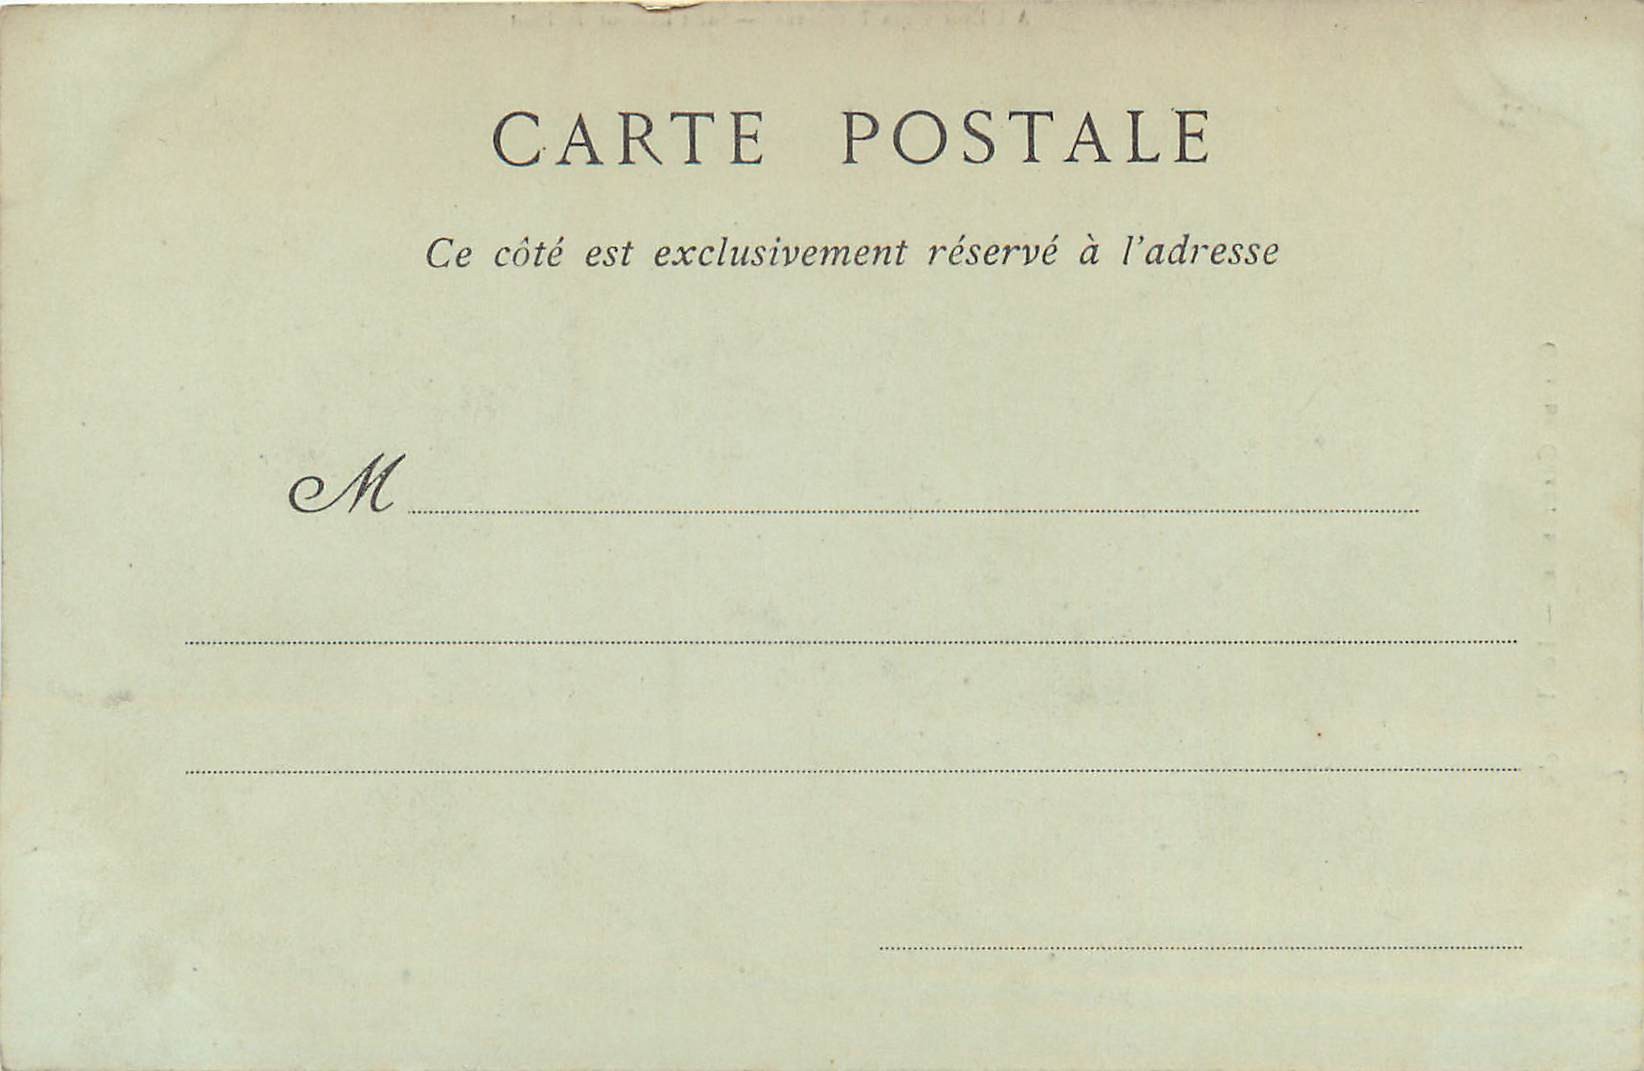 CARTE POSTALE
Ce côté est exclusivement réservé à l'adresse
M